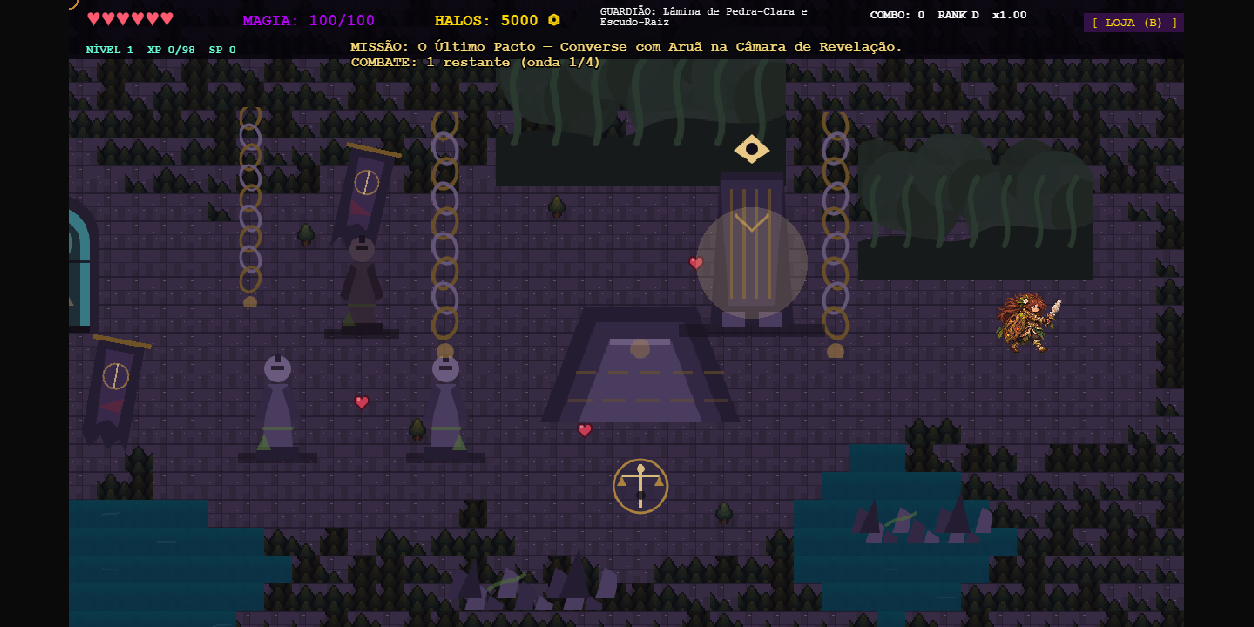 MAGIA: 100/100
HALOS: 5000
GUARDIÃO: Lâmina de Pedra-Clara e
Escudo-Raiz
COMBO: 0 RANK D x1.00
[ LOJA (B) ]
NÍVEL 1 XP 0/98 SP 0
MISSÃO: O Último Pacto — Converse com Aruã na Câmara de Revelação.
COMBATE: 1 restante (onda 1/4)